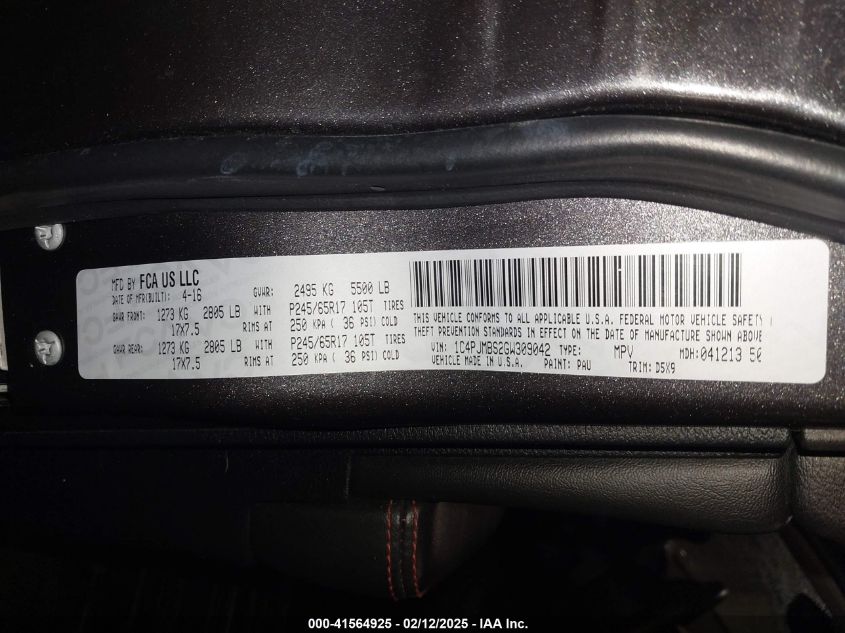 MFC BY FCA US LLC
DATE OF MFR(BUILT): 4-16
GVWR: 2495 KG 5500 LB
GAWR FRONT: 1273 KG 2805 LB WITH P245/65R17 105T TIRES
17X7.5 RIMS AT 250 KPA ( 36 PSI) COLD
GAWR REAR: 1273 KG 2805 LB WITH P245/65R17 105T TIRES
17X7.5 RIMS AT 250 KPA ( 36 PSI) COLD
THIS VEHICLE CONFORMS TO ALL APPLICABLE U.S.A. FEDERAL MOTOR VEHICLE SAFETY
THEFT PREVENTION STANDARDS IN EFFECT ON THE DATE OF MANUFACTURE SHOWN ABOVE
VIN: 1C4PJMBS2GW309042 TYPE: MPV MDH: 041213 50
VEHICLE MADE IN U.S.A. PAINT: PAU TRIM: D5X9
000-41564925 - 02/12/2025 - IAA Inc.